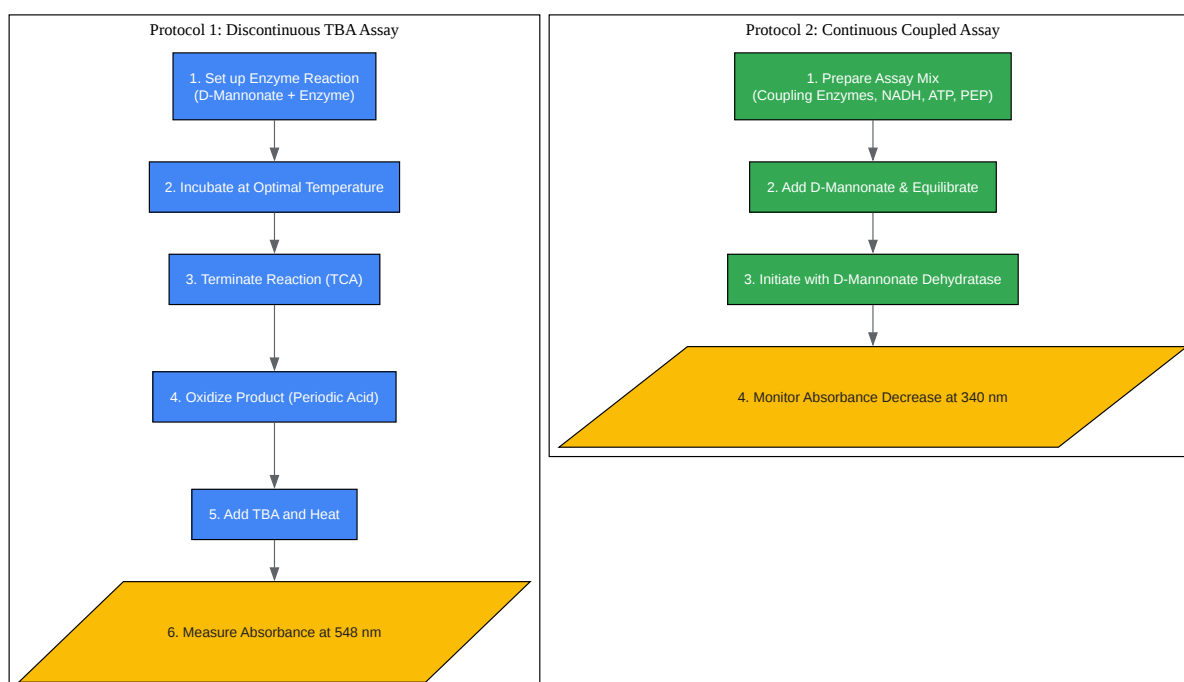 Protocol 1: Discontinuous TBA Assay
1. Set up Enzyme Reaction
(D-Mannonate + Enzyme)
2. Incubate at Optimal Temperature
3. Terminate Reaction (TCA)
4. Oxidize Product (Periodic Acid)
5. Add TBA and Heat
6. Measure Absorbance at 548 nm
Protocol 2: Continuous Coupled Assay
1. Prepare Assay Mix
(Coupling Enzymes, NADH, ATP, PEP)
2. Add D-Mannonate & Equilibrate
3. Initiate with D-Mannonate Dehydratase
4. Monitor Absorbance Decrease at 340 nm